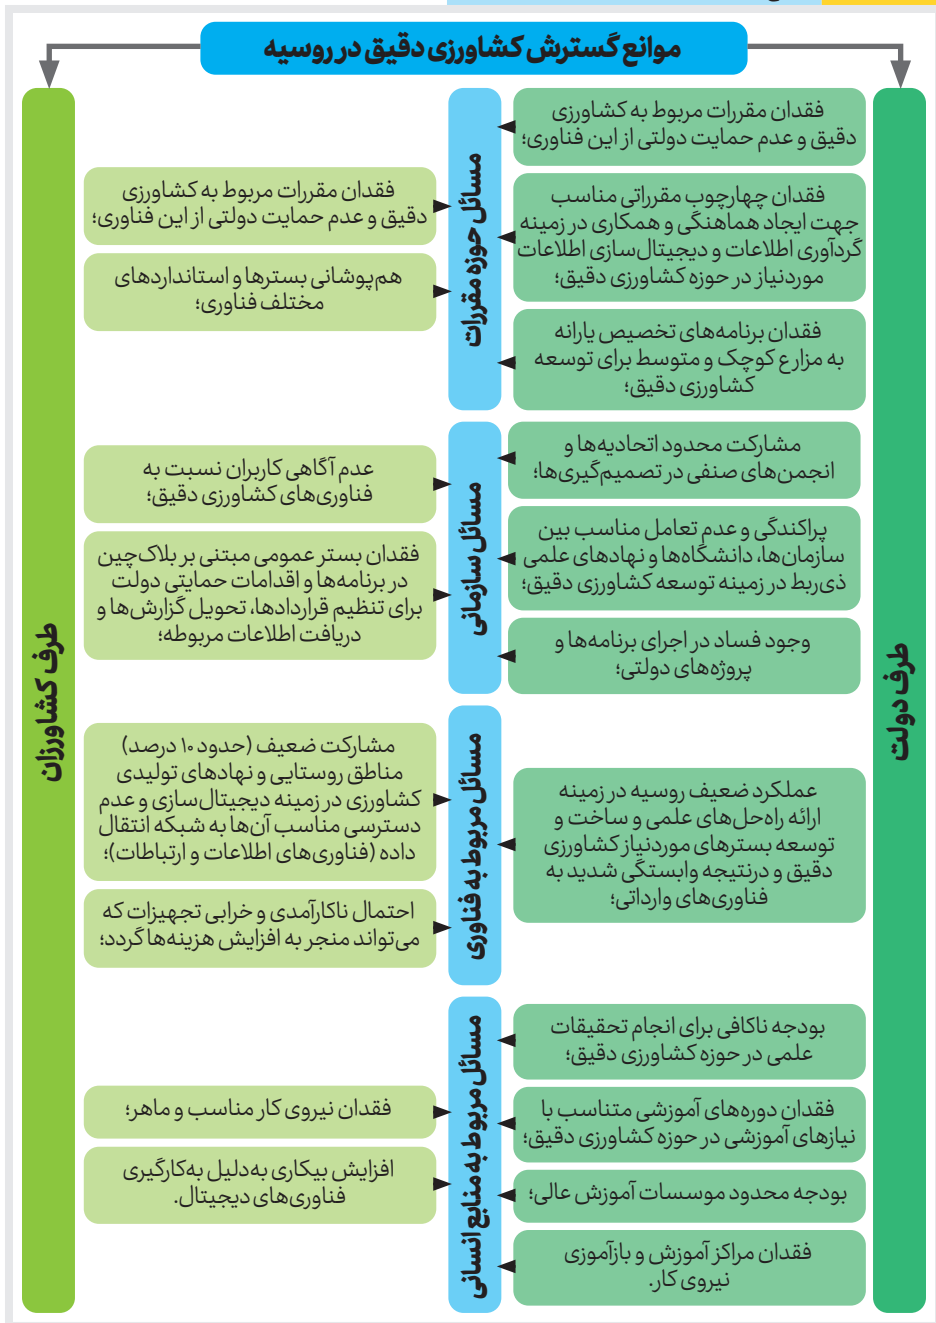 موانع گسترش کشاورزی دقیق در روسیه
طرف دولت
فقدان مقررات مربوط به کشاورزی
دقیق و عدم حمایت دولتی از این فناوری؛
فقدان چهارچوب مقرراتی مناسب
جهت ایجاد هماهنگی و همکاری در زمینه
گردآوری اطلاعات و دیجیتال‌سازی اطلاعات
موردنیاز در حوزه کشاورزی دقیق؛
فقدان برنامه‌های تخصیص یارانه
به مزارع کوچک و متوسط برای توسعه
کشاورزی دقیق؛
مسائل حوزه مقررات
فقدان مقررات مربوط به کشاورزی
دقیق و عدم حمایت دولتی از این فناوری؛
هم‌پوشانی بسترها و استانداردهای
مختلف فناوری؛
مشارکت محدود اتحادیه‌ها و
انجمن‌های صنفی در تصمیم‌گیری‌ها؛
پراکندگی و عدم تعامل مناسب بین
سازمان‌ها، دانشگاه‌ها و نهادهای علمی
ذی‌ربط در زمینه توسعه کشاورزی دقیق؛
وجود فساد در اجرای برنامه‌ها و
پروژه‌های دولتی؛
مسائل سازمانی
عدم آگاهی کاربران نسبت به
فناوری‌های کشاورزی دقیق؛
فقدان بستر عمومی مبتنی بر بلاک‌چین
در برنامه‌ها و اقدامات حمایتی دولت
برای تنظیم قراردادها، تحویل گزارش‌ها و
دریافت اطلاعات مربوطه؛
عملکرد ضعیف روسیه در زمینه
ارائه راه‌حل‌های علمی و ساخت و
توسعه بسترهای موردنیاز کشاورزی
دقیق و درنتیجه وابستگی شدید به
فناوری‌های وارداتی؛
مسائل مربوط به فناوری
مشارکت ضعیف (حدود ۱۰ درصد)
مناطق روستایی و نهادهای تولیدی
کشاورزی در زمینه دیجیتال‌سازی و عدم
دسترسی مناسب آن‌ها به شبکه انتقال
داده (فناوری‌های اطلاعات و ارتباطات)؛
احتمال ناکارآمدی و خرابی تجهیزات که
می‌تواند منجر به افزایش هزینه‌ها گردد؛
بودجه ناکافی برای انجام تحقیقات
علمی در حوزه کشاورزی دقیق؛
فقدان دوره‌های آموزشی متناسب با
نیازهای آموزشی در حوزه کشاورزی دقیق؛
بودجه محدود موسسات آموزش عالی؛
فقدان مراکز آموزش و بازآموزی
نیروی کار.
مسائل مربوط به منابع انسانی
فقدان نیروی کار مناسب و ماهر؛
افزایش بیکاری به‌دلیل به‌کارگیری
فناوری‌های دیجیتال.
طرف کشاورزان